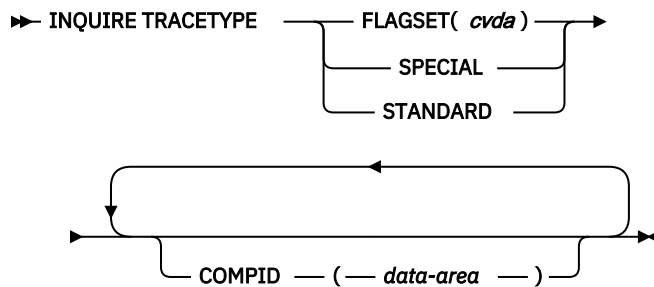 INQUIRE TRACETYPE FLAGSET( cvda )
SPECIAL
STANDARD
COMPID ( data-area )